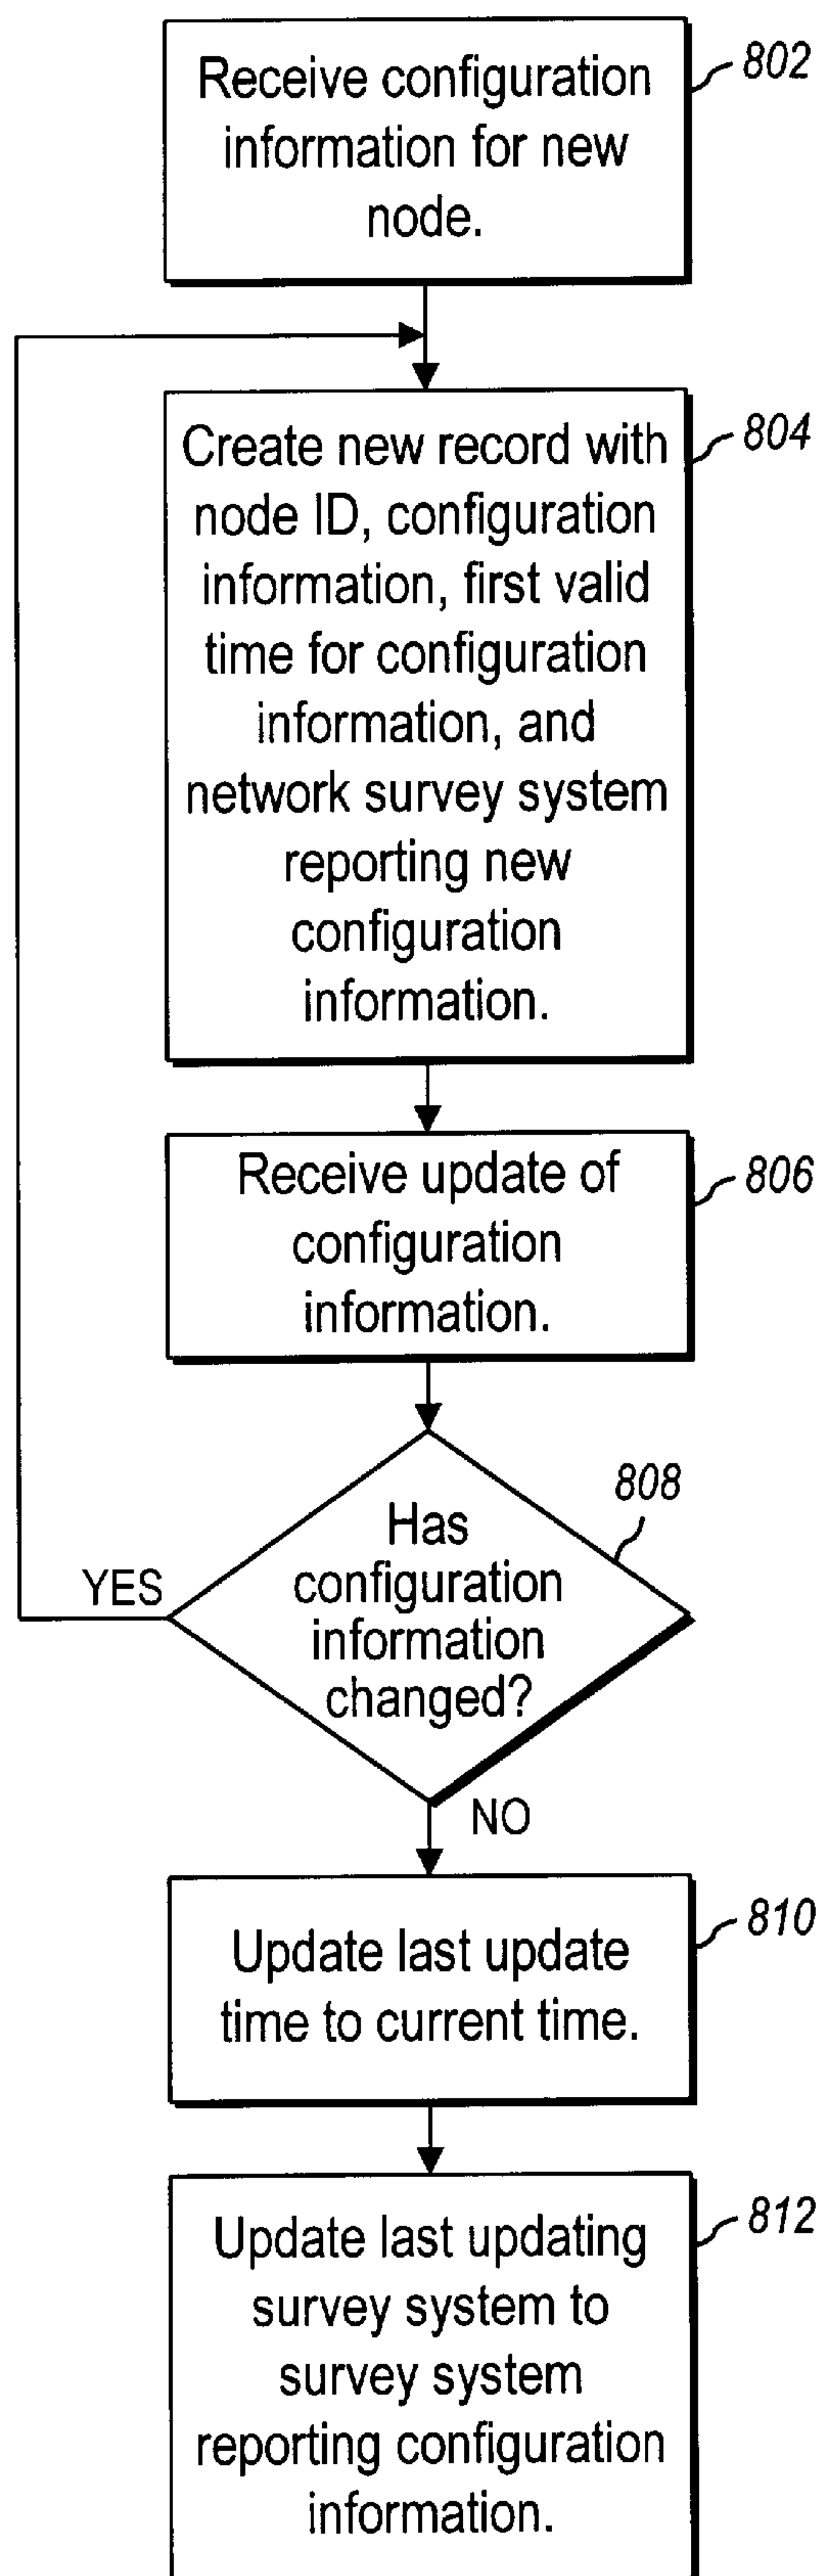 Receive configuration
information for new
node.
802
Create new record with
node ID, configuration
information, first valid
time for configuration
information, and
network survey system
reporting new
configuration
information.
804
Receive update of
configuration
information.
806
808
Has
configuration
information
changed?
YES
NO
Update last update
time to current time.
810
Update last updating
survey system to
survey system
reporting configuration
information.
812